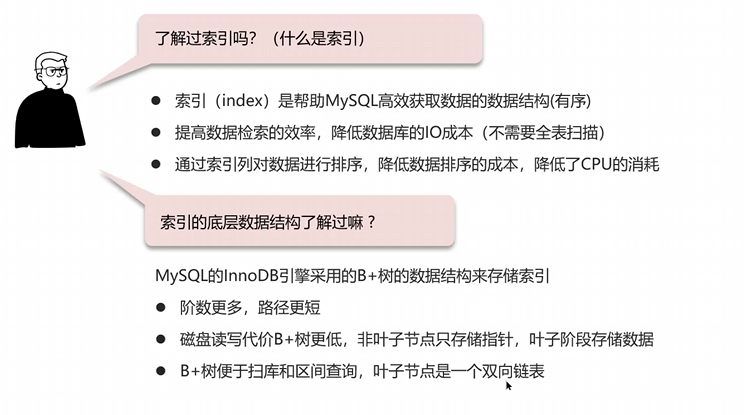 了解过索引吗？（什么是索引）
● 索引（index）是帮助MySQL高效获取数据的数据结构(有序)
● 提高数据检索的效率，降低数据库的IO成本（不需要全表扫描）
● 通过索引列对数据进行排序，降低数据排序的成本，降低了CPU的消耗
索引的底层数据结构了解过嘛？
MySQL的InnoDB引擎采用的B+树的数据结构来存储索引
● 阶数更多，路径更短
● 磁盘读写代价B+树更低，非叶子节点只存储指针，叶子阶段存储数据
● B+树便于扫库和区间查询，叶子节点是一个双向链表